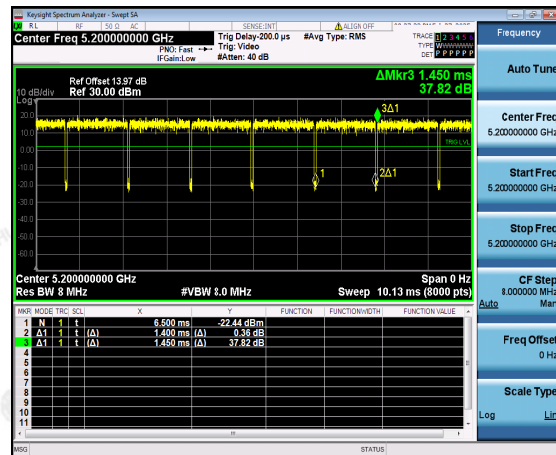 Keysight Spectrum Analyzer - Swept SA
RL RF 50 Ω AC SENSE:INT ALIGN OFF
Center Freq 5.200000000 GHz
PNO: Fast
IFGain:Low
Trig Delay-200.0 µs
Trig: Video
#Atten: 40 dB
#Avg Type: RMS
TRACE 1 2 3 4 5 6
TYPE WWWWWW
DET P P P P P P
Ref Offset 13.97 dB
10 dB/div Ref 30.00 dBm
Log
ΔMkr3 1.450 ms
37.82 dB
20.0
10.0
0.00
-10.0
-20.0
-30.0
-40.0
-50.0
-60.0
3Δ1
TRIG LVL
1
2Δ1
Center 5.200000000 GHz Span 0 Hz
Res BW 8 MHz #VBW 8.0 MHz Sweep 10.13 ms (8000 pts)
MKR MODE TRC SCL X Y FUNCTION FUNCTION WIDTH FUNCTION VALUE
1 N 1 t 6.500 ms -22.44 dBm
2 Δ1 1 t (Δ) 1.400 ms (Δ) 0.36 dB
3 Δ1 1 t (Δ) 1.450 ms (Δ) 37.82 dB
4
5
6
7
8
9
10
11
MSG STATUS
Frequency
Auto Tune
Center Freq
5.200000000 GHz
Start Freq
5.200000000 GHz
Stop Freq
5.200000000 GHz
CF Step
8.000000 MHz
Auto Man
Freq Offset
0 Hz
Scale Type
Log Lin